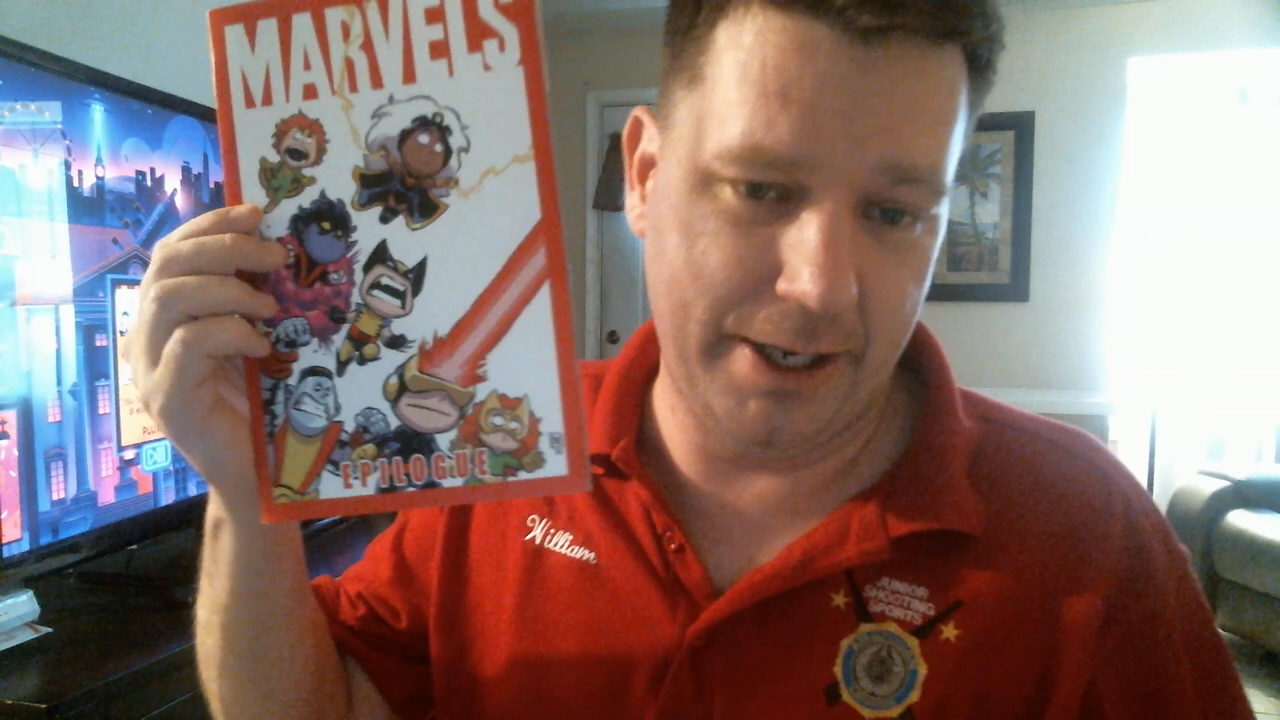 MARVELS
EPILOGUE
William
JUNIOR
SHOOTING
SPORTS